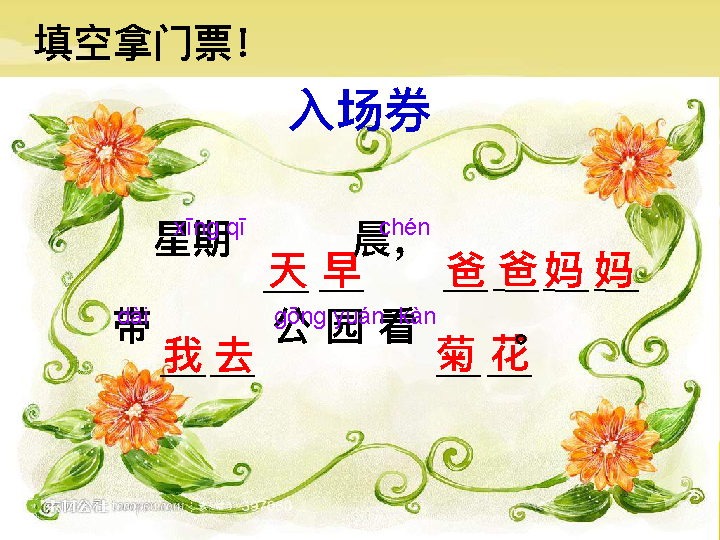 填空拿门票！
入场券
xīng qī chén
星期天早晨，爸爸妈妈
dài gōng yuán kàn
带我去公园看菊花。